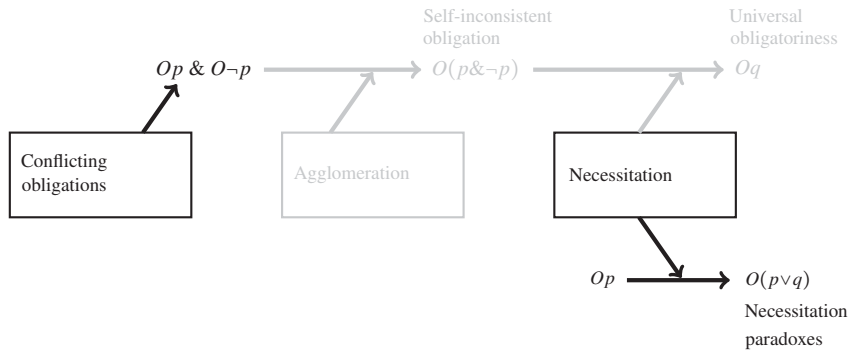 Self-inconsistent
obligation
Universal
obligatoriness
Op & O¬p
O(p&¬p)
Oq
Conflicting
obligations
Agglomeration
Necessitation
Op
O(p∨q)
Necessitation
paradoxes